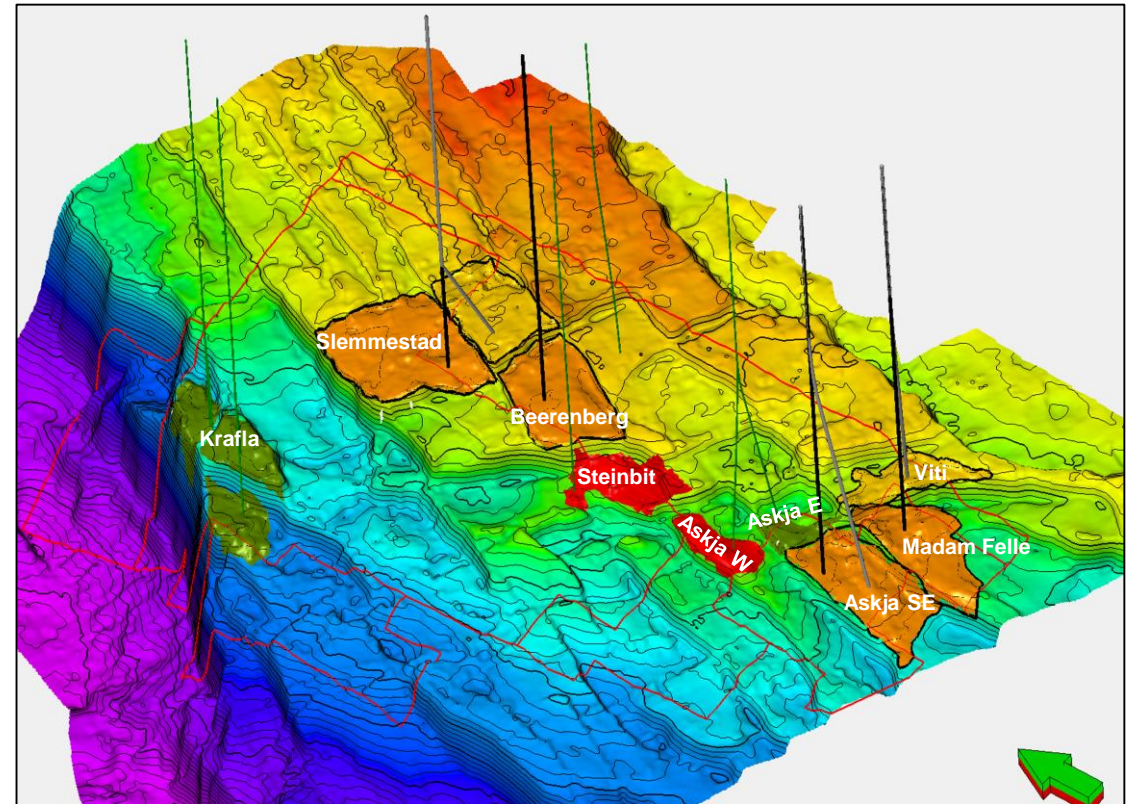 Slemmestad
Beerenberg
Krafla
Steinbit
Viti
Askja E
Askja W
Madam Felle
Askja SE